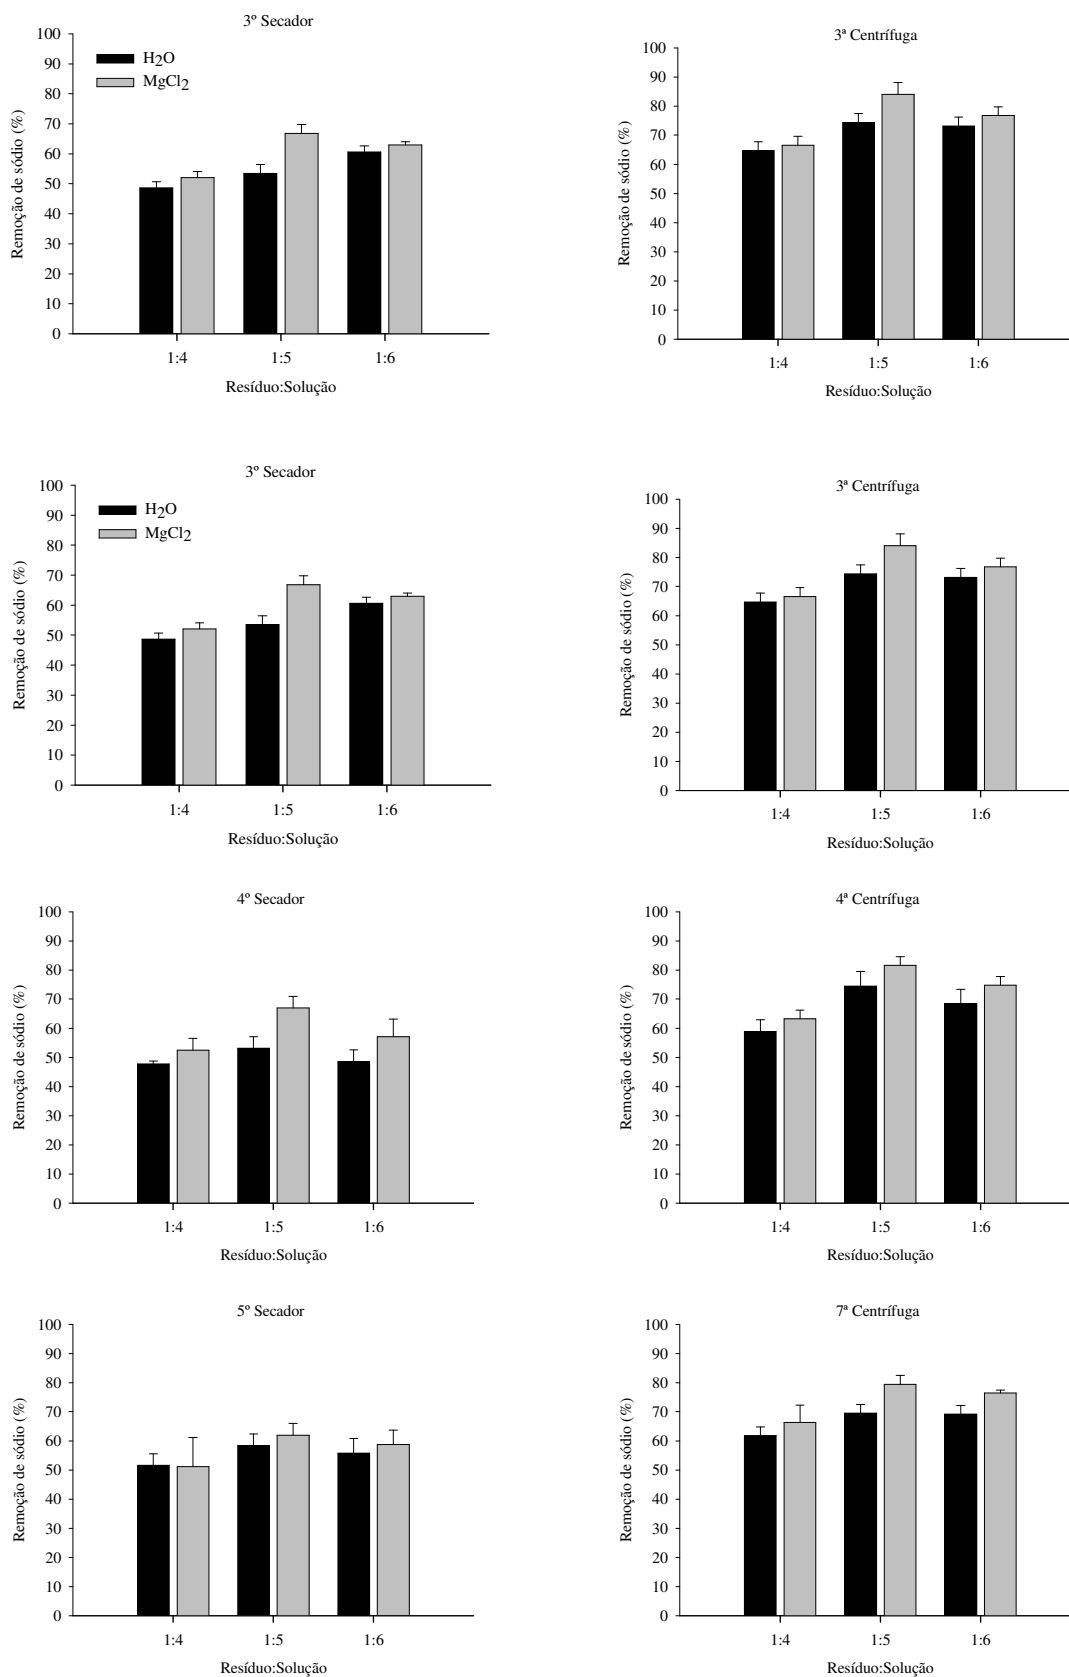 3º Secador
100
90
80
70
60
50
40
30
20
10
0
H2O
MgCl2
Remoção de sódio (%)
1:4 1:5 1:6
Resíduo:Solução
3ª Centrífuga
100
90
80
70
60
50
40
30
20
10
0
Remoção de sódio (%)
1:4 1:5 1:6
Resíduo:Solução
3º Secador
100
90
80
70
60
50
40
30
20
10
0
H2O
MgCl2
Remoção de sódio (%)
1:4 1:5 1:6
Resíduo:Solução
3ª Centrífuga
100
90
80
70
60
50
40
30
20
10
0
Remoção de sódio (%)
1:4 1:5 1:6
Resíduo:Solução
4º Secador
100
90
80
70
60
50
40
30
20
10
0
Remoção de sódio (%)
1:4 1:5 1:6
Resíduo:Solução
4ª Centrífuga
100
90
80
70
60
50
40
30
20
10
0
Remoção de sódio (%)
1:4 1:5 1:6
Resíduo:Solução
5º Secador
100
90
80
70
60
50
40
30
20
10
0
Remoção de sódio (%)
1:4 1:5 1:6
Resíduo:Solução
7ª Centrífuga
100
90
80
70
60
50
40
30
20
10
0
Remoção de sódio (%)
1:4 1:5 1:6
Resíduo:Solução